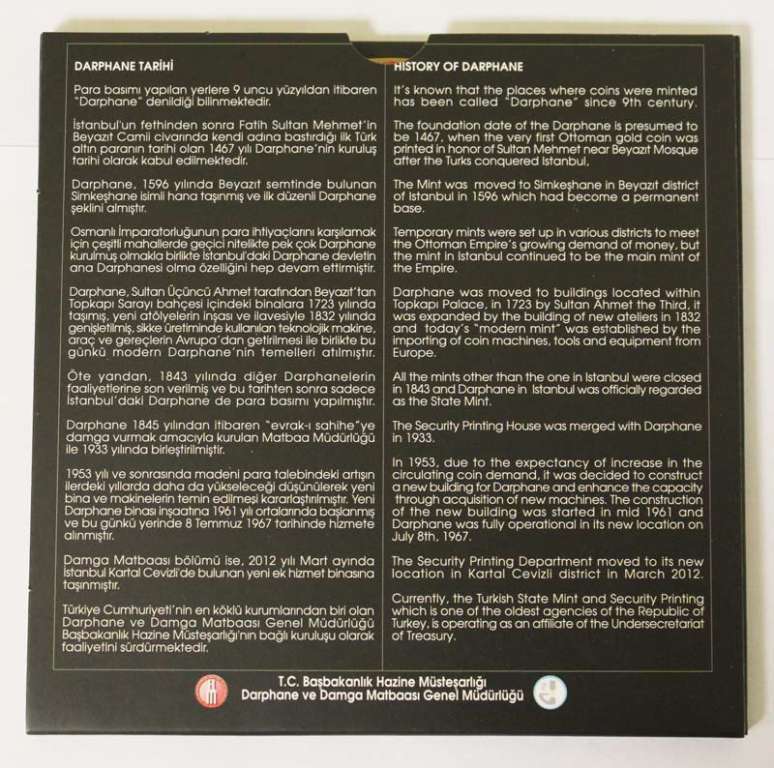 DARPHANE TARİHİ
Para basımı yapılan yerlere 9 uncu yüzyıldan itibaren
"Darphane" denildiği bilinmektedir.
İstanbul'un fethinden sonra Fatih Sultan Mehmet'in
Beyazıt Camii civarında kendi adına bastırdığı ilk Türk
altın paranın tarihi olan 1467 yılı Darphane'nin kuruluş
tarihi olarak kabul edilmektedir.
Darphane, 1596 yılında Beyazıt semtinde bulunan
Simkeşhane isimli hana taşınmış ve ilk düzenli Darphane
şeklini almıştır.
Osmanlı İmparatorluğunun para ihtiyaçlarını karşılamak
için çeşitli mahallerde geçici nitelikte pek çok Darphane
kurulmuş olmakla birlikte İstanbul'daki Darphane devletin
ana Darphanesi olma özelliğini hep devam ettirmiştir.
Darphane, Sultan Üçüncü Ahmet tarafından Beyazıt'tan
Topkapı Sarayı bahçesi içindeki binalara 1723 yılında
taşımış, yeni atölyelerin inşası ve ilavesiyle 1832 yılında
genişletilmiş, sikke üretiminde kullanılan teknolojik makine,
araç ve gereçlerin Avrupa'dan getirilmesi ile birlikte bu
günkü modern Darphane'nin temelleri atılmıştır.
Öte yandan, 1843 yılında diğer Darphanelerin
faaliyetlerine son verilmiş ve bu tarihten sonra sadece
İstanbul'daki Darphane de para basımı yapılmıştır.
Darphane 1845 yılından itibaren "evrak-ı sahihe"ye
damga vurmak amacıyla kurulan Matbaa Müdürlüğü
ile 1933 yılında birleştirilmiştir.
1953 yılı ve sonrasında madeni para talebindeki artışın
ilerdeki yıllarda daha da yükseleceği düşünülerek yeni
bina ve makinelerin temin edilmesi kararlaştırılmıştır. Yeni
Darphane binası inşaatına 1961 yılı ortalarında başlanmış
ve bu günkü yerinde 8 Temmuz 1967 tarihinde hizmete
alınmıştır.
Damga Matbaası bölümü ise, 2012 yılı Mart ayında
İstanbul Kartal Cevizli'de bulunan yeni ek hizmet binasına
taşınmıştır.
Türkiye Cumhuriyeti'nin en köklü kurumlarından biri olan
Darphane ve Damga Matbaası Genel Müdürlüğü
Başbakanlık Hazine Müsteşarlığı'nın bağlı kuruluşu olarak
faaliyetini sürdürmektedir.
HISTORY OF DARPHANE
It's known that the places where coins were minted
has been called "Darphane" since 9th century.
The foundation date of the Darphane is presumed to
be 1467, when the very first Ottoman gold coin was
printed in honor of Sultan Mehmet near Beyazıt Mosque
after the Turks conquered Istanbul,
The Mint was moved to Simkeşhane in Beyazıt district
of Istanbul in 1596 which had become a permanent
base.
Temporary mints were set up in various districts to meet
the Ottoman Empire's growing demand of money, but
the mint in Istanbul continued to be the main mint of
the Empire.
Darphane was moved to buildings located within
Topkapı Palace, in 1723 by Sultan Ahmet the Third, it
was expanded by the building of new ateliers in 1832
and today's "modern mint" was established by the
importing of coin machines, tools and equipment from
Europe.
All the mints other than the one in Istanbul were closed
in 1843 and Darphane in Istanbul was officially regarded
as the State Mint.
The Security Printing House was merged with Darphane
in 1933.
In 1953, due to the expectancy of increase in the
circulating coin demand, it was decided to construct
a new building for Darphane and enhance the capacity
through acquisition of new machines. The construction
of the new building was started in mid 1961 and
Darphane was fully operational in its new location on
July 8th, 1967.
The Security Printing Department moved to its new
location in Kartal Cevizli district in March 2012.
Currently, the Turkish State Mint and Security Printing
which is one of the oldest agencies of the Republic of
Turkey, is operating as an affiliate of the Undersecretariat
of Treasury.
T.C. Başbakanlık Hazine Müsteşarlığı
Darphane ve Damga Matbaası Genel Müdürlüğü